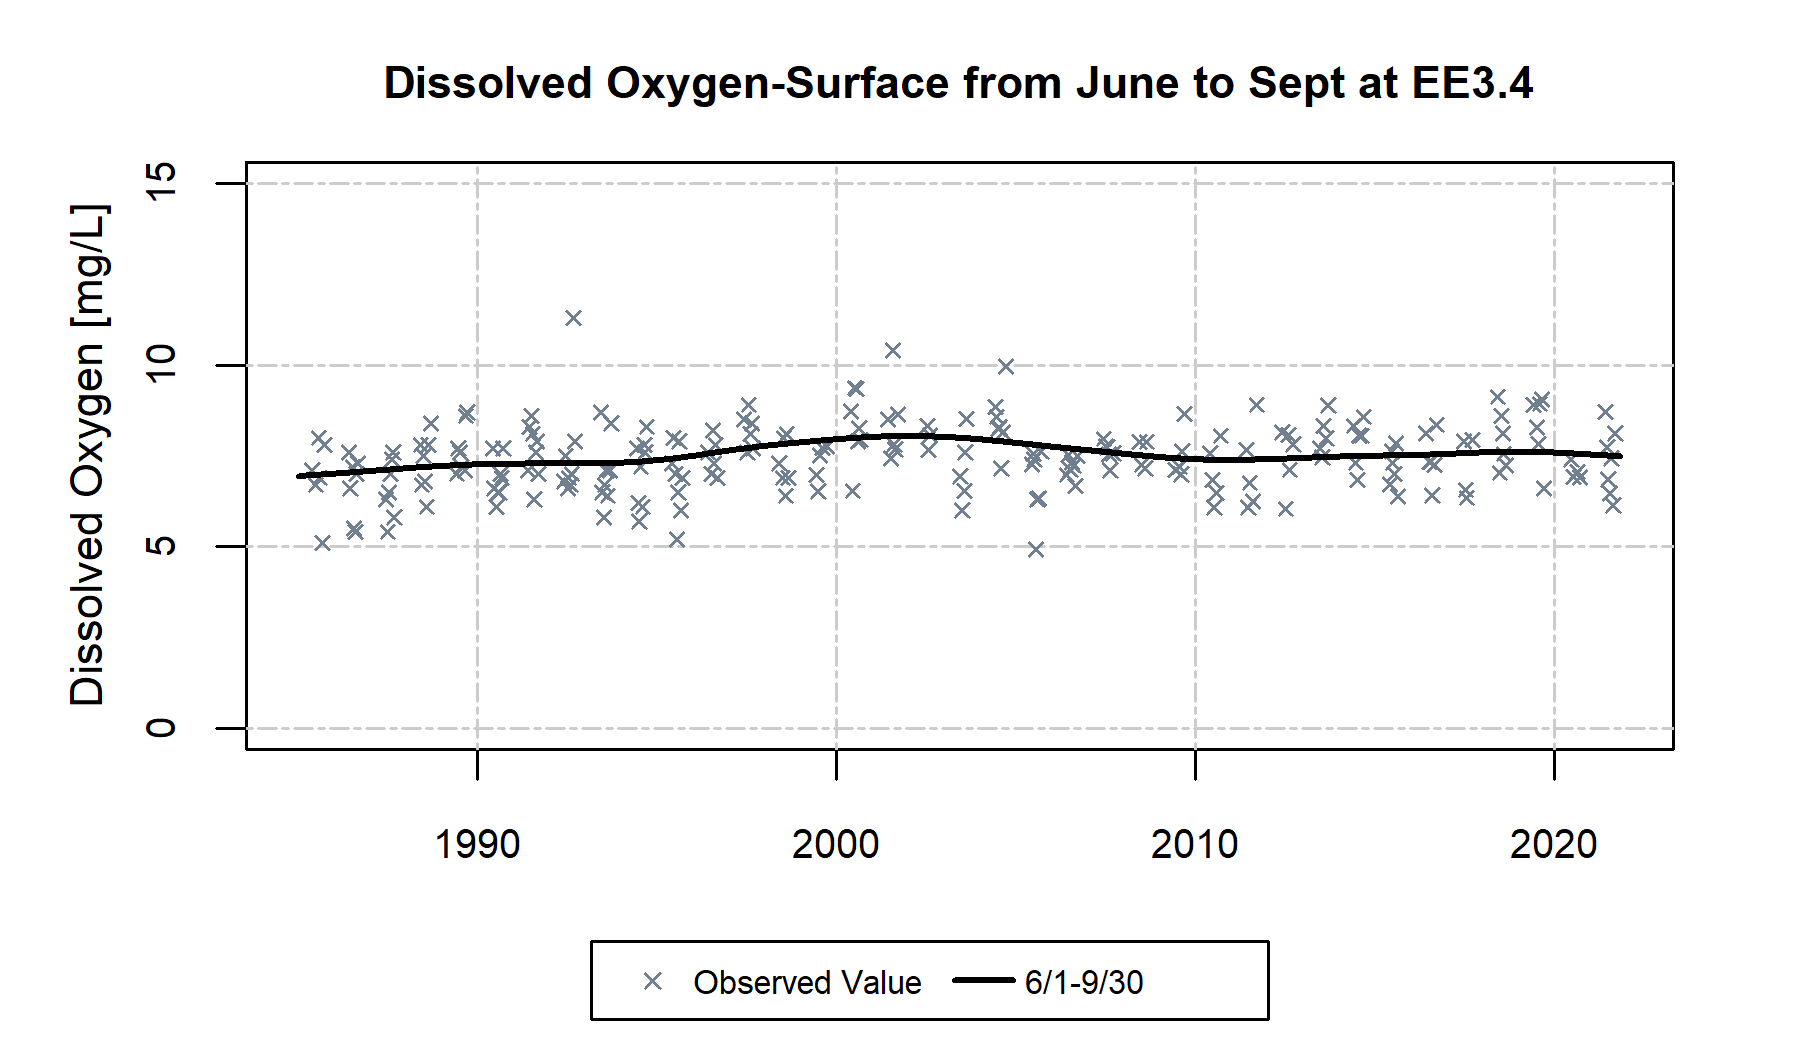 Dissolved Oxygen-Surface from June to Sept at EE3.4
Dissolved Oxygen [mg/L]
15
10
5
0
1990 2000 2010 2020
Observed Value 6/1-9/30